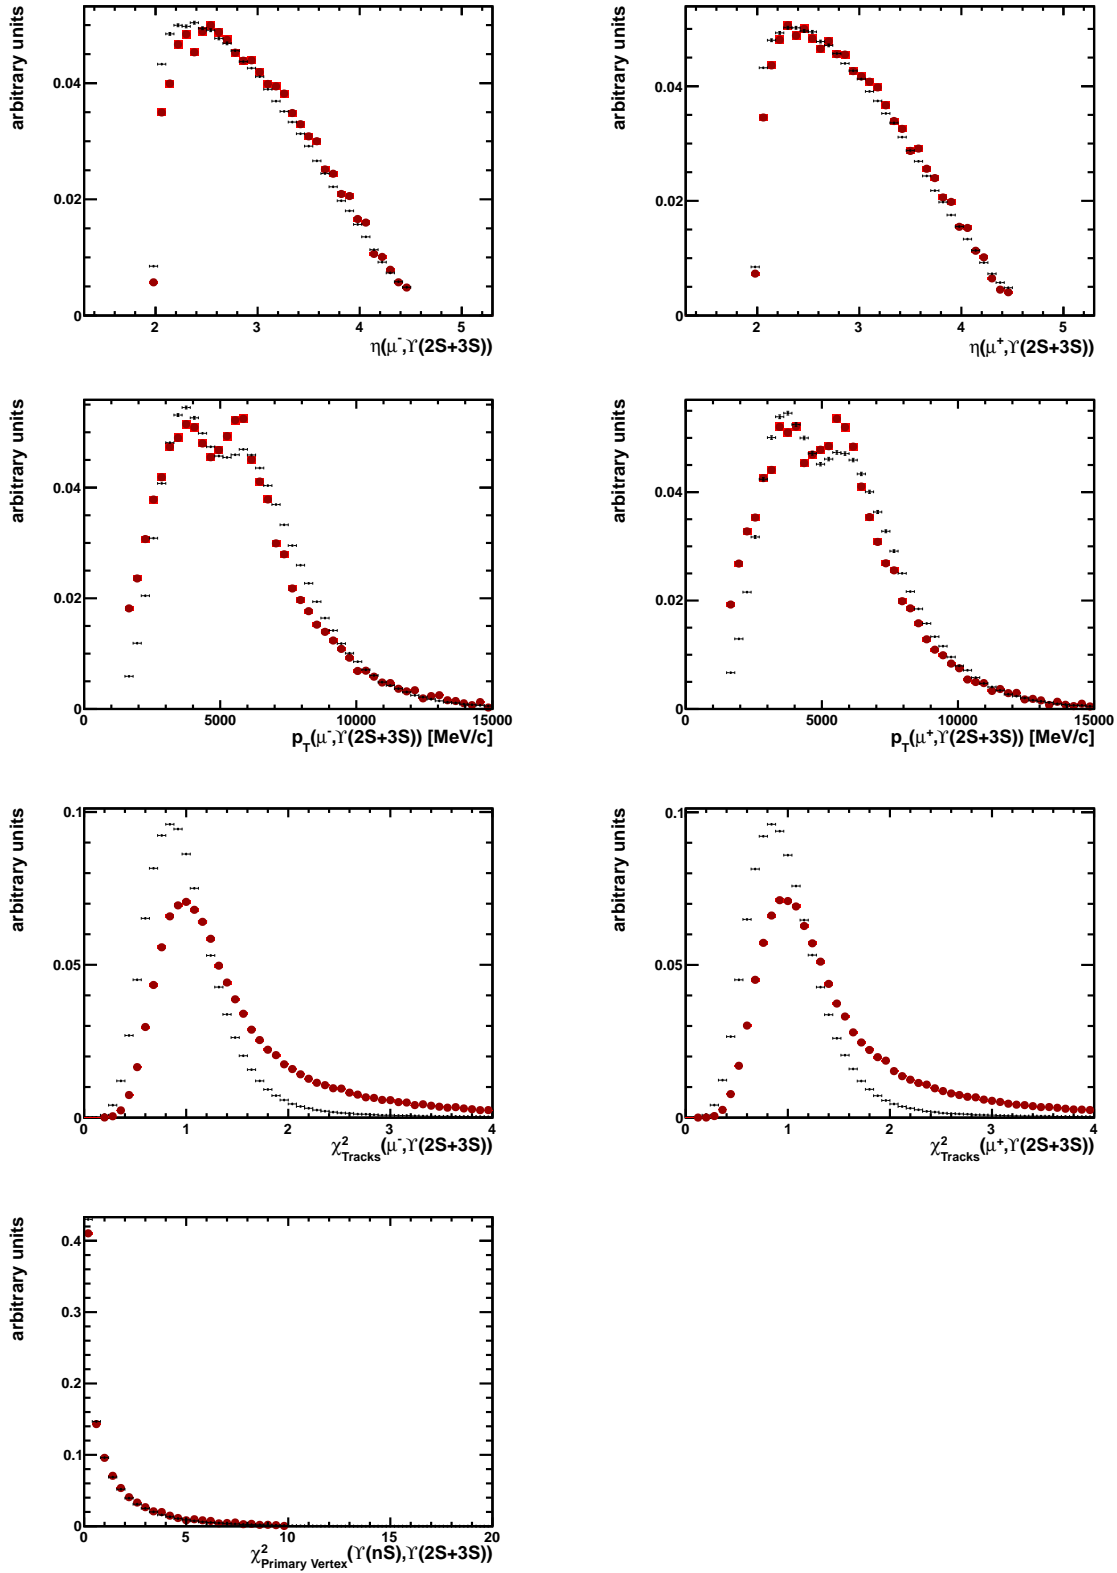 arbitrary units
0.04
0.02
0
2 3 4 5
η(μ⁻,ϒ(2S+3S))
arbitrary units
0.04
0.02
0
2 3 4 5
η(μ⁺,ϒ(2S+3S))
arbitrary units
0.04
0.02
0
0 5000 10000 15000
p_T(μ⁻,ϒ(2S+3S)) [MeV/c]
arbitrary units
0.04
0.02
0
0 5000 10000 15000
p_T(μ⁺,ϒ(2S+3S)) [MeV/c]
arbitrary units
0.1
0.05
0
0 1 2 3 4
χ²_Tracks(μ⁻,ϒ(2S+3S))
arbitrary units
0.1
0.05
0
0 1 2 3 4
χ²_Tracks(μ⁺,ϒ(2S+3S))
arbitrary units
0.4
0.3
0.2
0.1
0
0 5 10 15 20
χ²_Primary Vertex(ϒ(nS),ϒ(2S+3S))